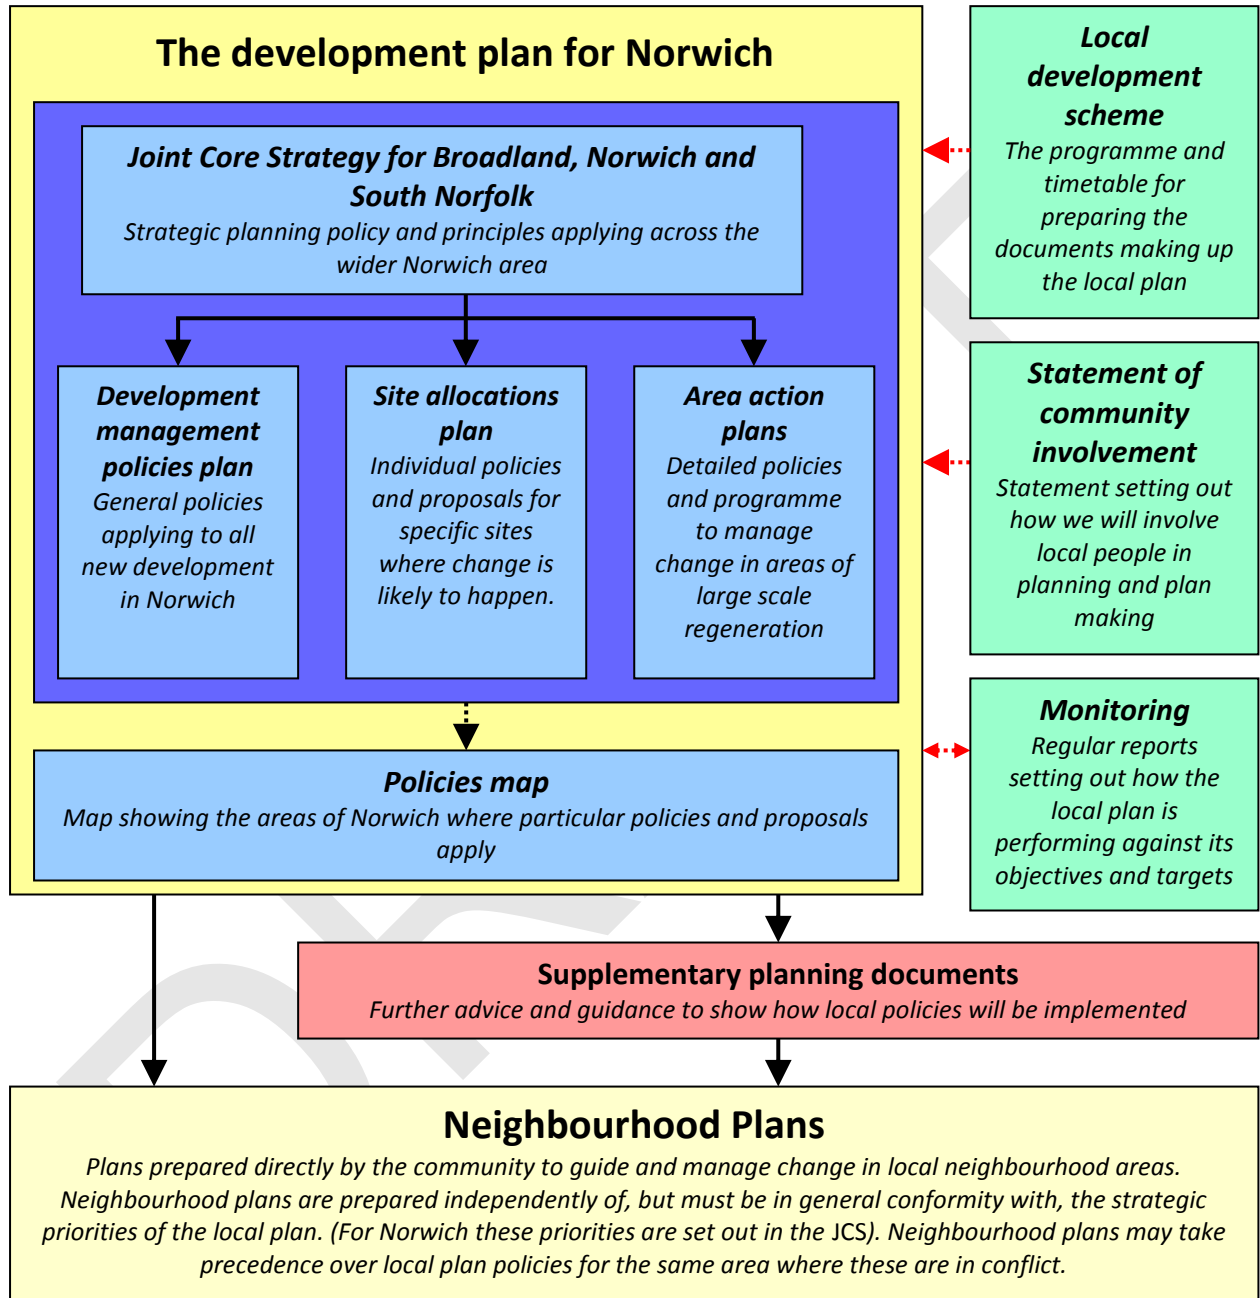 The development plan for Norwich
Joint Core Strategy for Broadland, Norwich and
South Norfolk
Strategic planning policy and principles applying across the
wider Norwich area
Development
management
policies plan
General policies
applying to all
new development
in Norwich
Site allocations
plan
Individual policies
and proposals for
specific sites
where change is
likely to happen.
Area action
plans
Detailed policies
and programme
to manage
change in areas of
large scale
regeneration
Policies map
Map showing the areas of Norwich where particular policies and proposals
apply
Local
development
scheme
The programme and
timetable for
preparing the
documents making up
the local plan
Statement of
community
involvement
Statement setting out
how we will involve
local people in
planning and plan
making
Monitoring
Regular reports
setting out how the
local plan is
performing against its
objectives and targets
Supplementary planning documents
Further advice and guidance to show how local policies will be implemented
Neighbourhood Plans
Plans prepared directly by the community to guide and manage change in local neighbourhood areas.
Neighbourhood plans are prepared independently of, but must be in general conformity with, the strategic
priorities of the local plan. (For Norwich these priorities are set out in the JCS). Neighbourhood plans may take
precedence over local plan policies for the same area where these are in conflict.